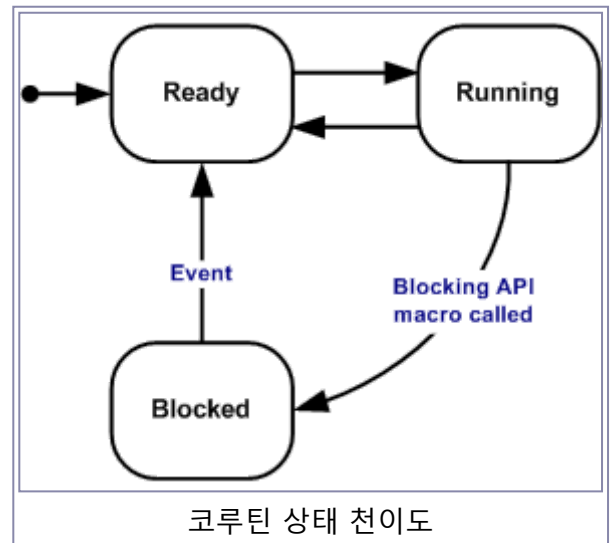 Ready
Running
Event
Blocking API
macro called
Blocked
코루틴 상태 천이도